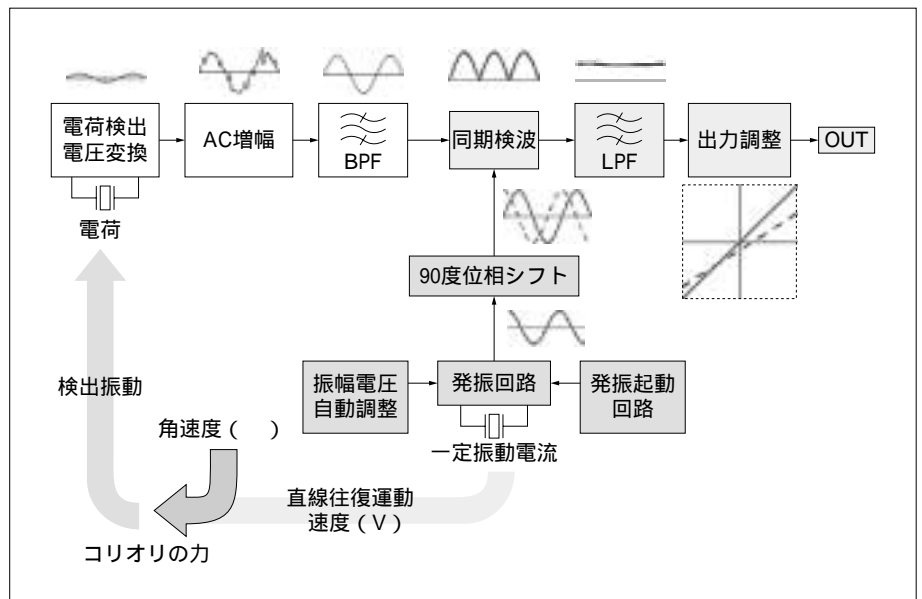 電荷検出
電圧変換
AC増幅
BPF
同期検波
LPF
出力調整
OUT
電荷
90度位相シフト
検出振動
振幅電圧
自動調整
発振回路
発振起動
回路
角速度(　)
一定振動電流
直線往復運動
速度(V)
コリオリの力